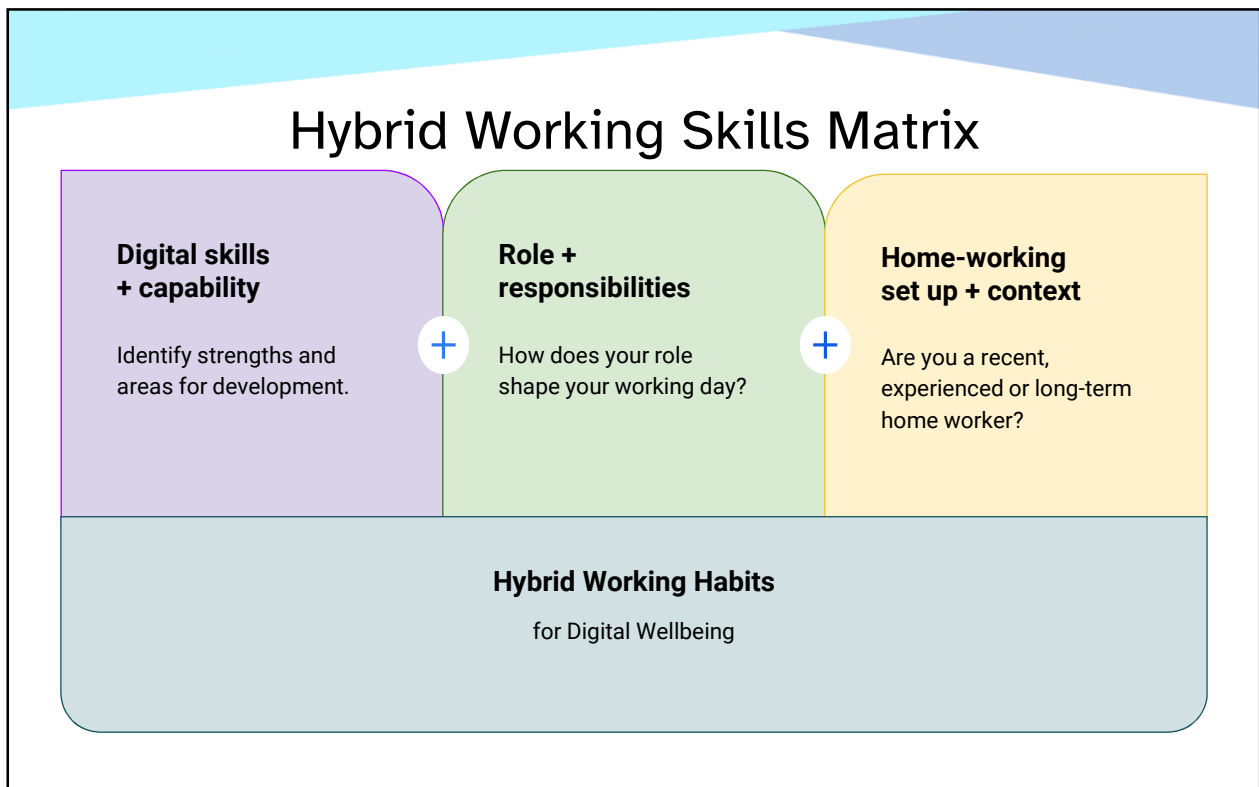 Hybrid Working Skills Matrix
Digital skills
+ capability
Identify strengths and
areas for development.
+
Role +
responsibilities
How does your role
shape your working day?
+
Home-working
set up + context
Are you a recent,
experienced or long-term
home worker?
Hybrid Working Habits
for Digital Wellbeing